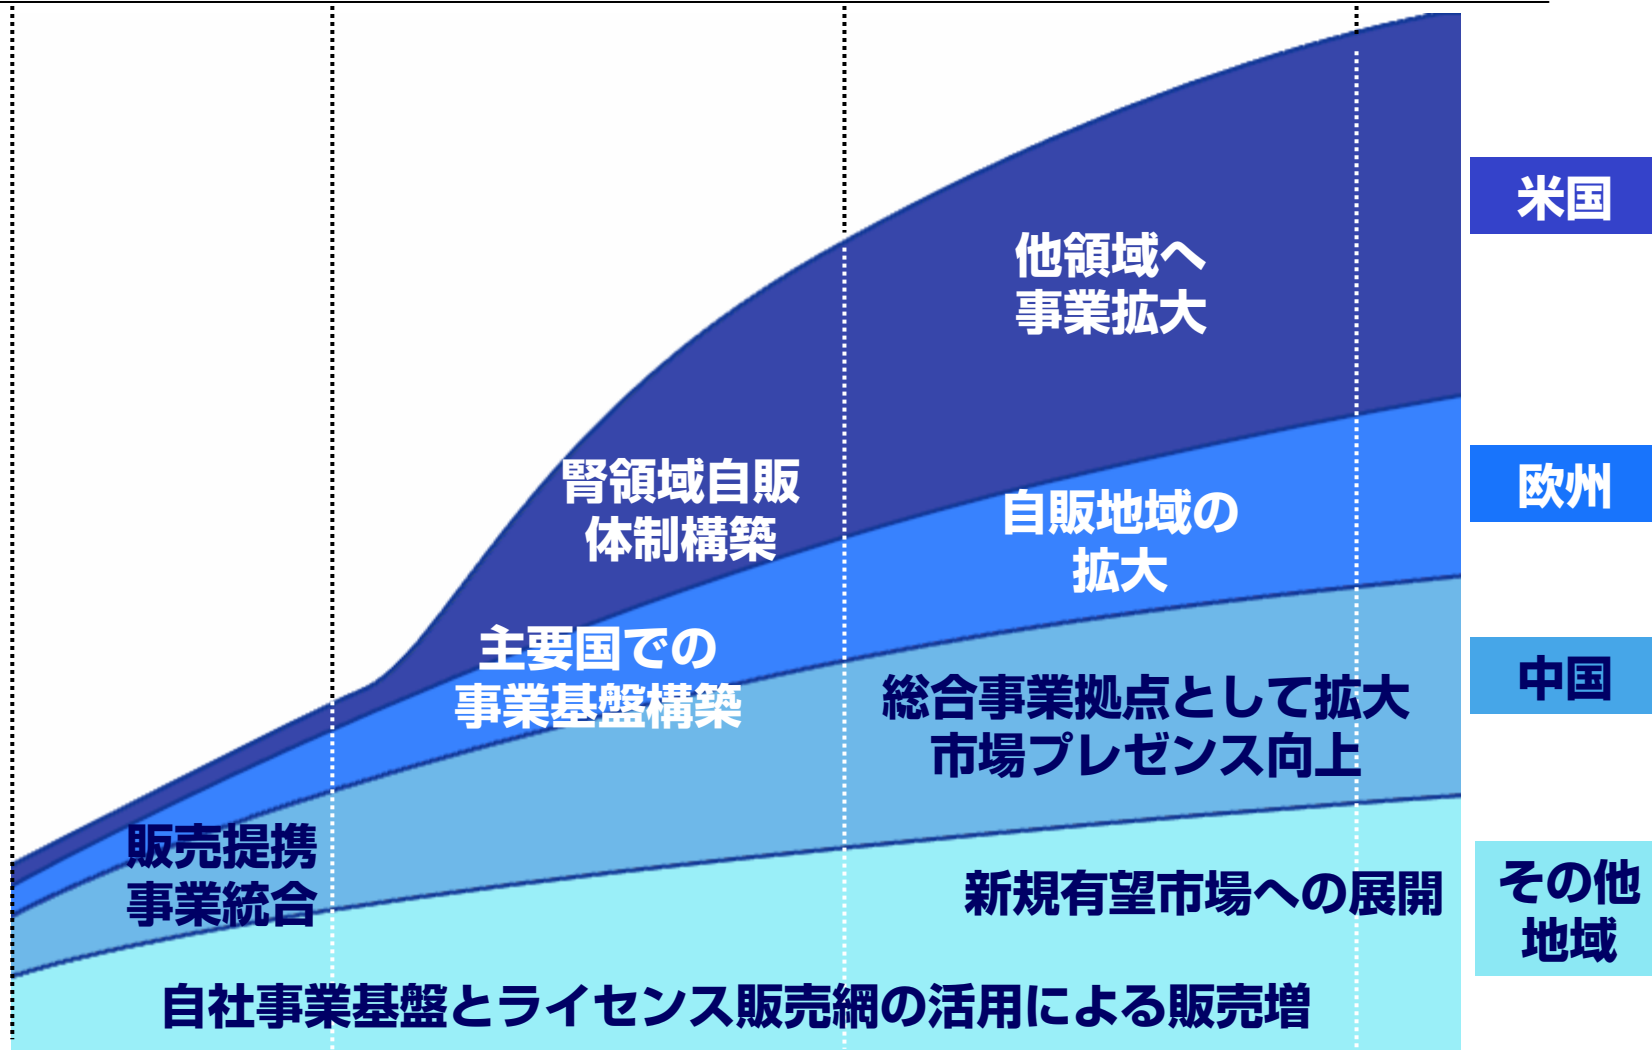 米国
他領域へ
事業拡大
腎領域自販
体制構築
欧州
自販地域の
拡大
主要国での
事業基盤構築
中国
総合事業拠点として拡大
市場プレゼンス向上
販売提携
事業統合
その他
地域
新規有望市場への展開
自社事業基盤とライセンス販売網の活用による販売増